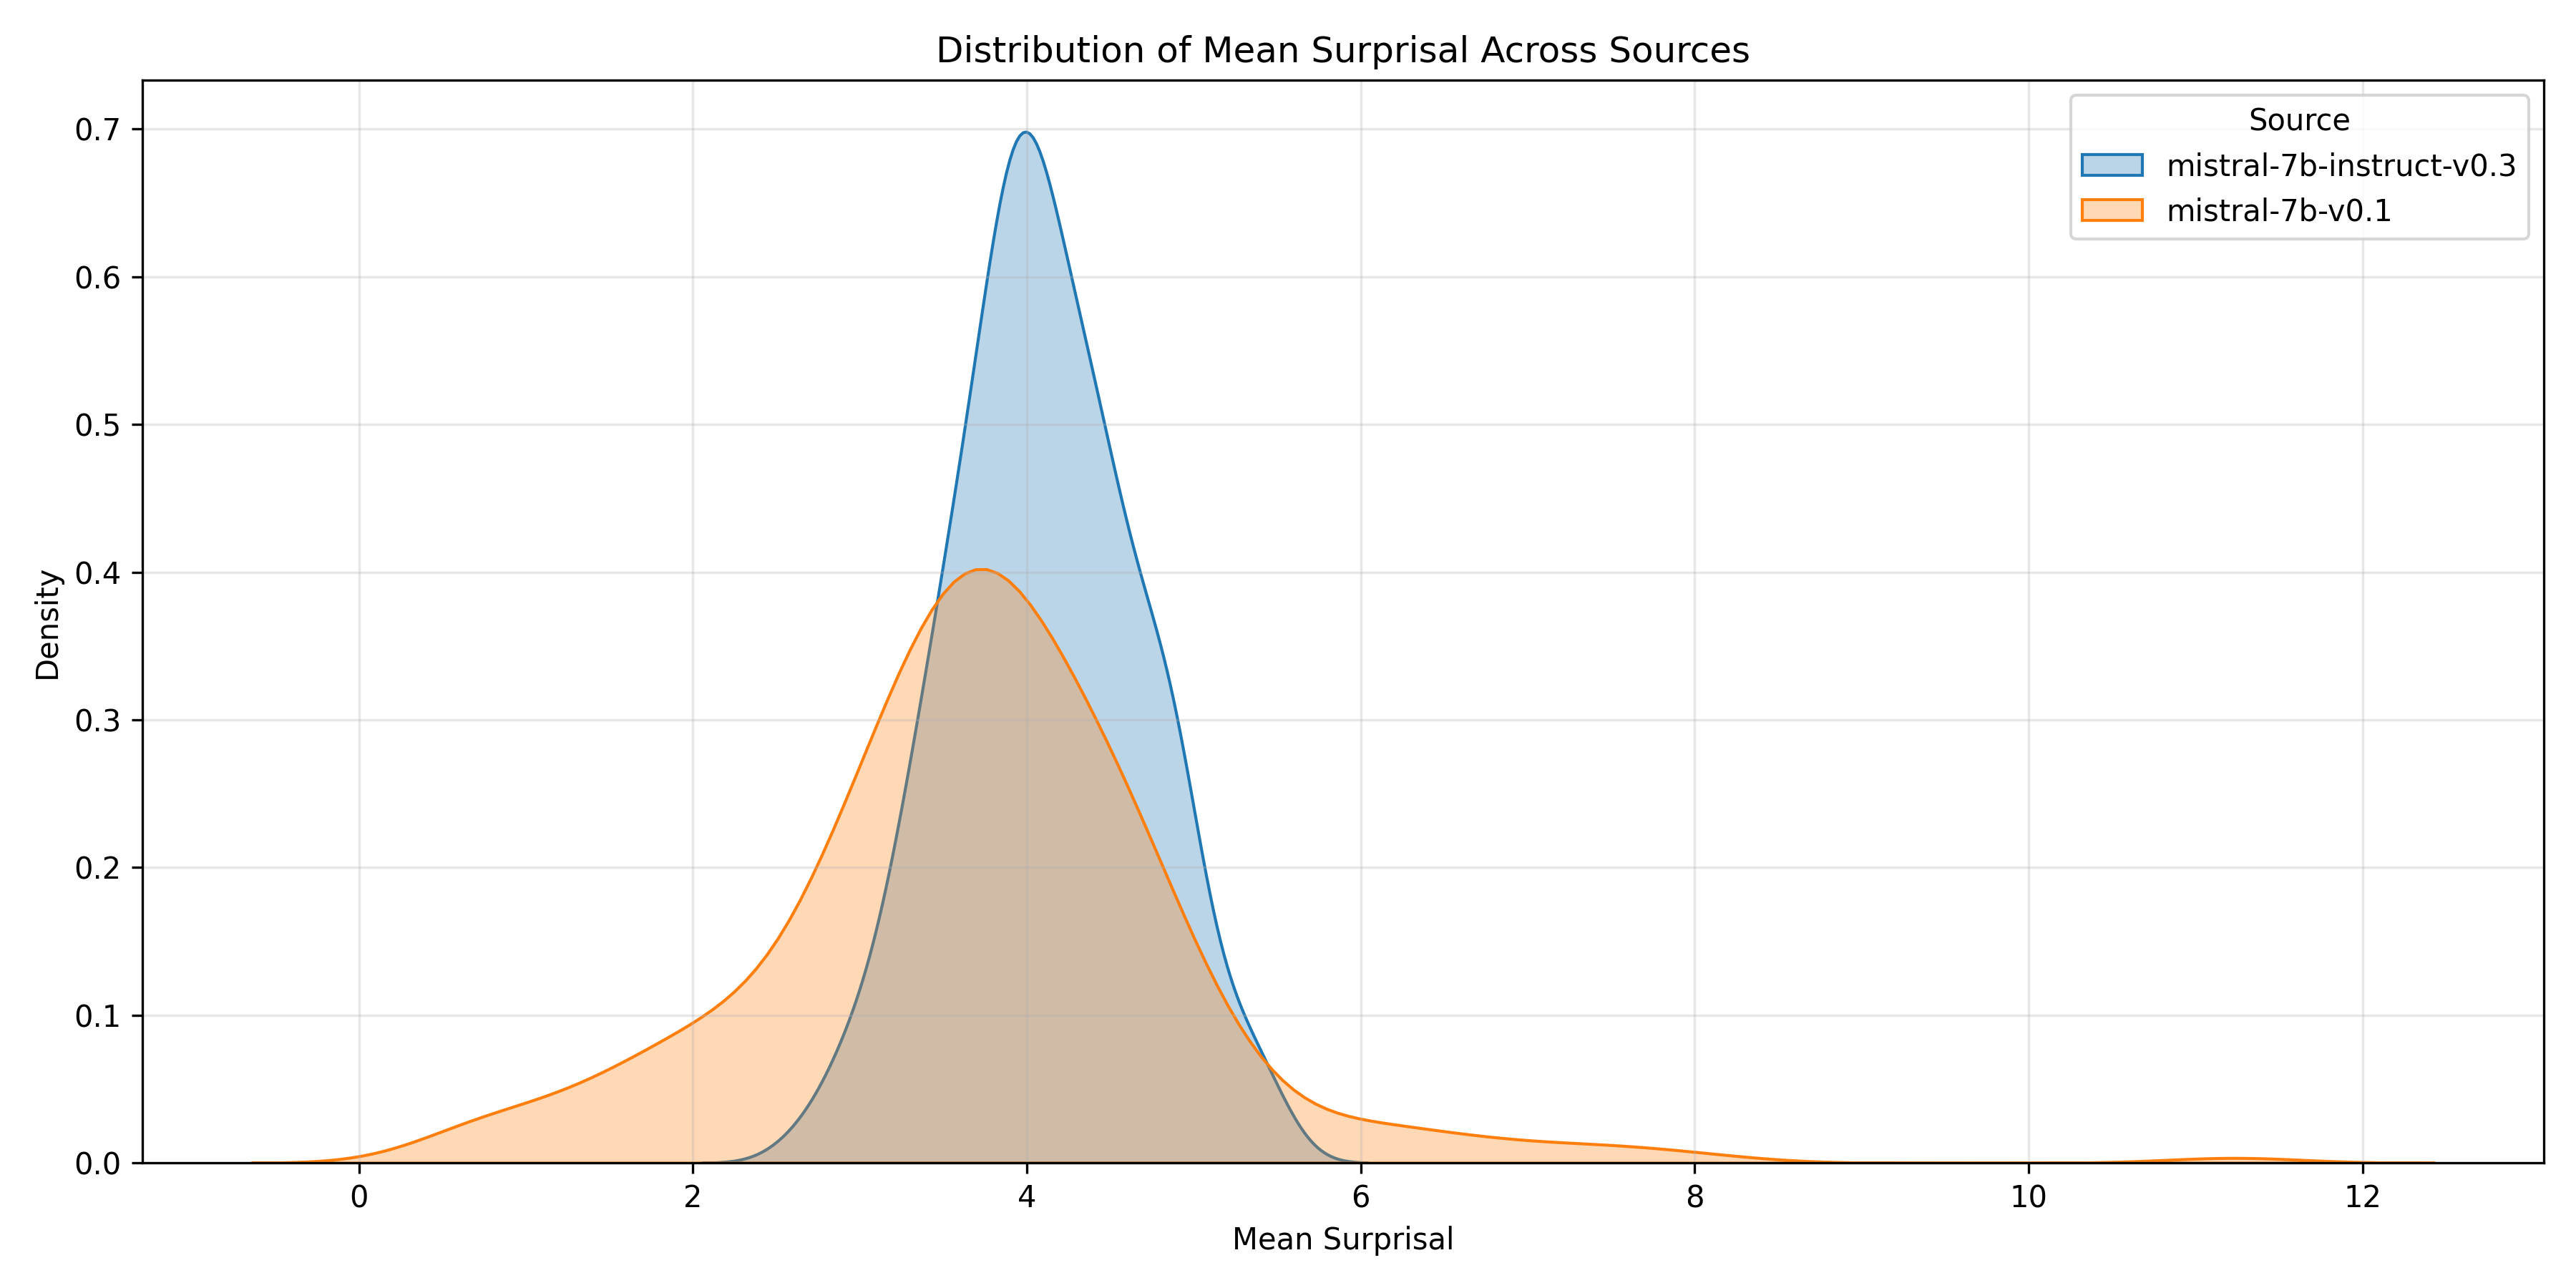 Distribution of Mean Surprisal Across Sources
Source
mistral-7b-instruct-v0.3
mistral-7b-v0.1
Density
0.7
0.6
0.5
0.4
0.3
0.2
0.1
0.0
0 2 4 6 8 10 12
Mean Surprisal